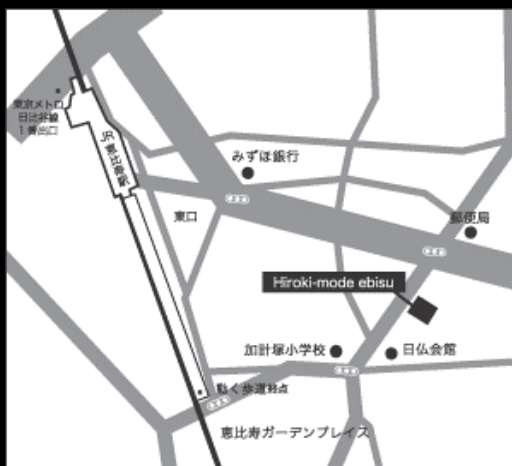 東京メトロ
日比谷線
1番出口
JR恵比寿駅
みずほ銀行
東口
郵便局
Hiroki-mode ebisu
加計塚小学校
日仏会館
動く歩道終点
恵比寿ガーデンプレイス